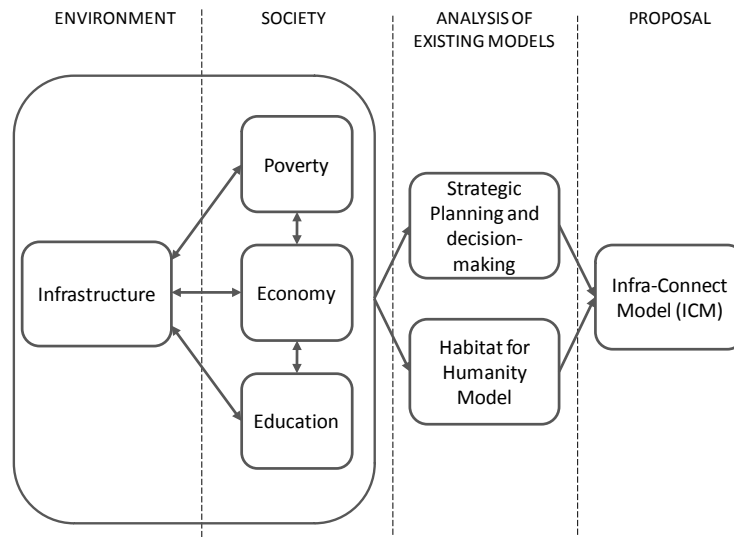 ENVIRONMENT
SOCIETY
ANALYSIS OF
EXISTING MODELS
PROPOSAL
Infrastructure
Poverty
Economy
Education
Strategic
Planning and
decision-
making
Habitat for
Humanity
Model
Infra-Connect
Model (ICM)